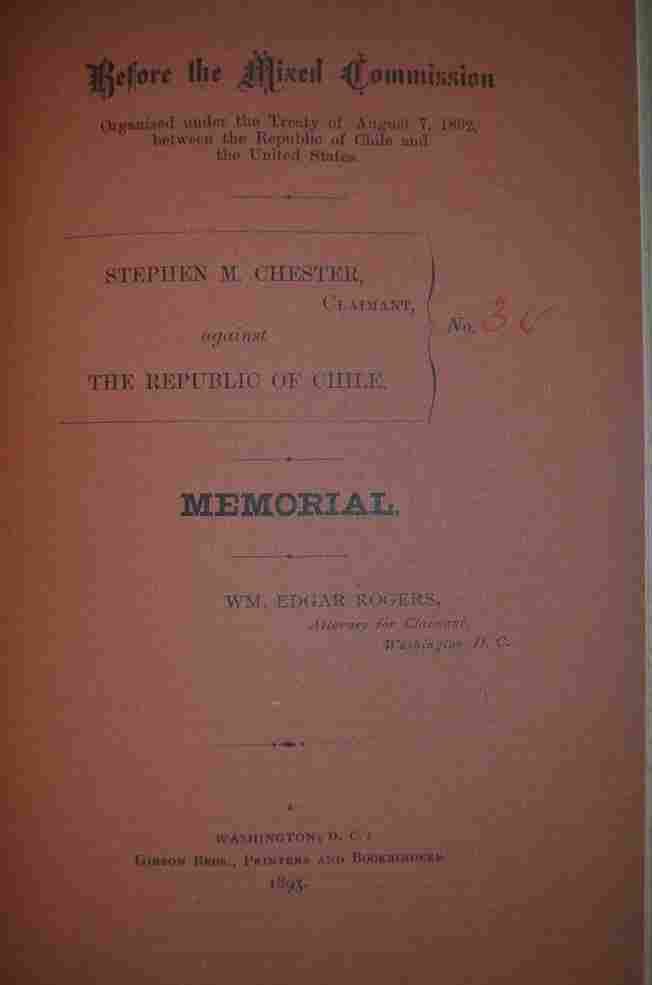 Before the Mixed Commission
Organized under the Treaty of August 7, 1892,
between the Republic of Chile and
the United States.
STEPHEN M. CHESTER,
CLAIMANT,
against
THE REPUBLIC OF CHILE.
No. 3
MEMORIAL.
WM. EDGAR ROGERS,
Attorney for Claimant,
Washington D. C.
WASHINGTON, D. C.:
GIBSON BROS., PRINTERS AND BOOKBINDERS.
1893.